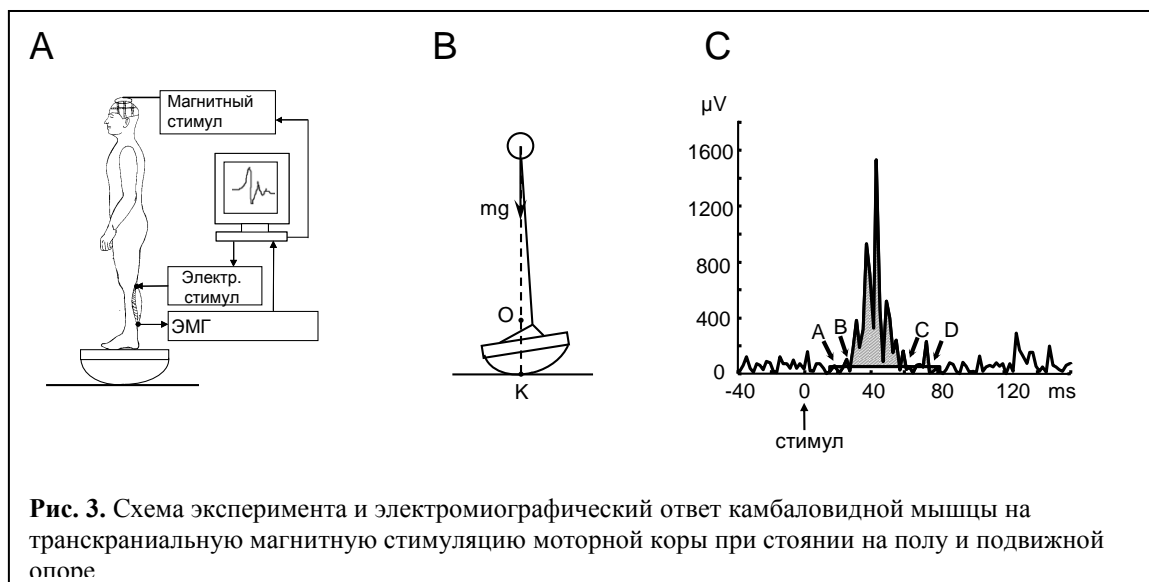 A
B
C
Магнитный
стимул
Электр.
стимул
ЭМГ
mg
O
K
µV
1600
1200
800
400
0
A
B
C
D
-40
0
40
80
120
ms
стимул
Рис. 3. Схема эксперимента и электромиографический ответ камбаловидной мышцы на
транскраниальную магнитную стимуляцию моторной коры при стоянии на полу и подвижной
опоре